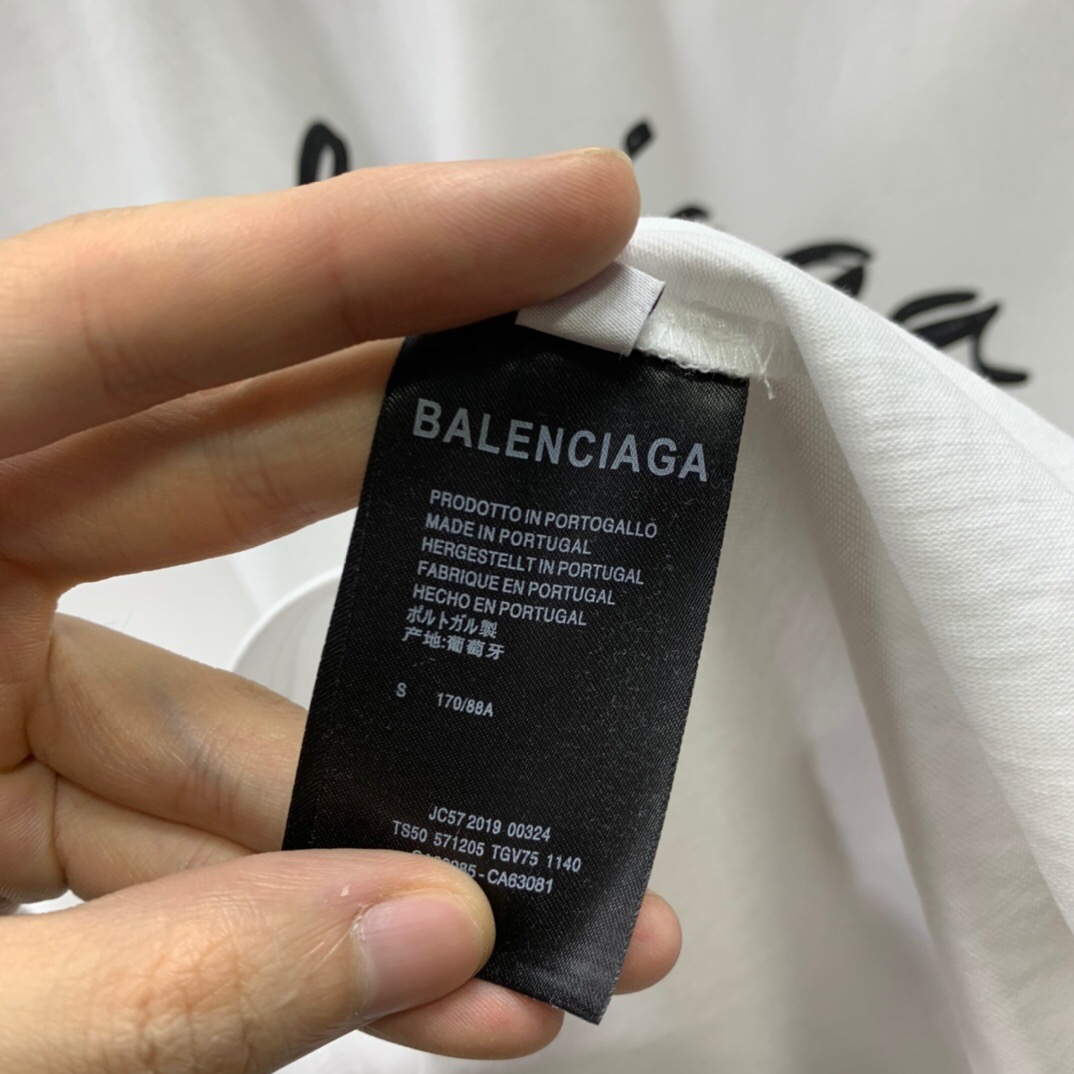 BALENCIAGA
PRODOTTO IN PORTOGALLO
MADE IN PORTUGAL
HERGESTELLT IN PORTUGAL
FABRIQUE EN PORTUGAL
HECHO EN PORTUGAL
ポルトガル製
产地:葡萄牙
S 170/88A
JC57 2019 00324
TS50 571205 TGV75 1140
-CA63081